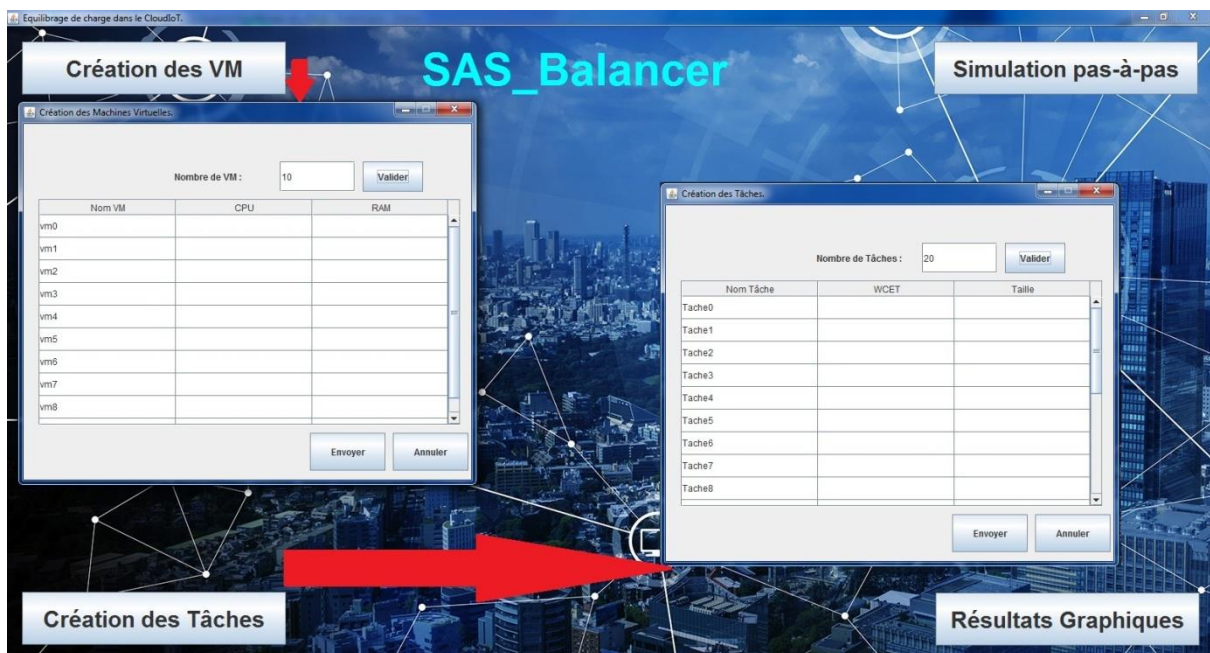 Equilibrage de charge dans le CloudIoT.
Création des VM
SAS_Balancer
Simulation pas-à-pas
Création des Machines Virtuelles.
Nombre de VM :
10
Valider
Nom VM CPU RAM
vm0
vm1
vm2
vm3
vm4
vm5
vm6
vm7
vm8
Envoyer Annuler
Création des Tâches.
Nombre de Tâches :
20
Valider
Nom Tâche WCET Taille
Tache0
Tache1
Tache2
Tache3
Tache4
Tache5
Tache6
Tache7
Tache8
Envoyer Annuler
Création des Tâches
Résultats Graphiques